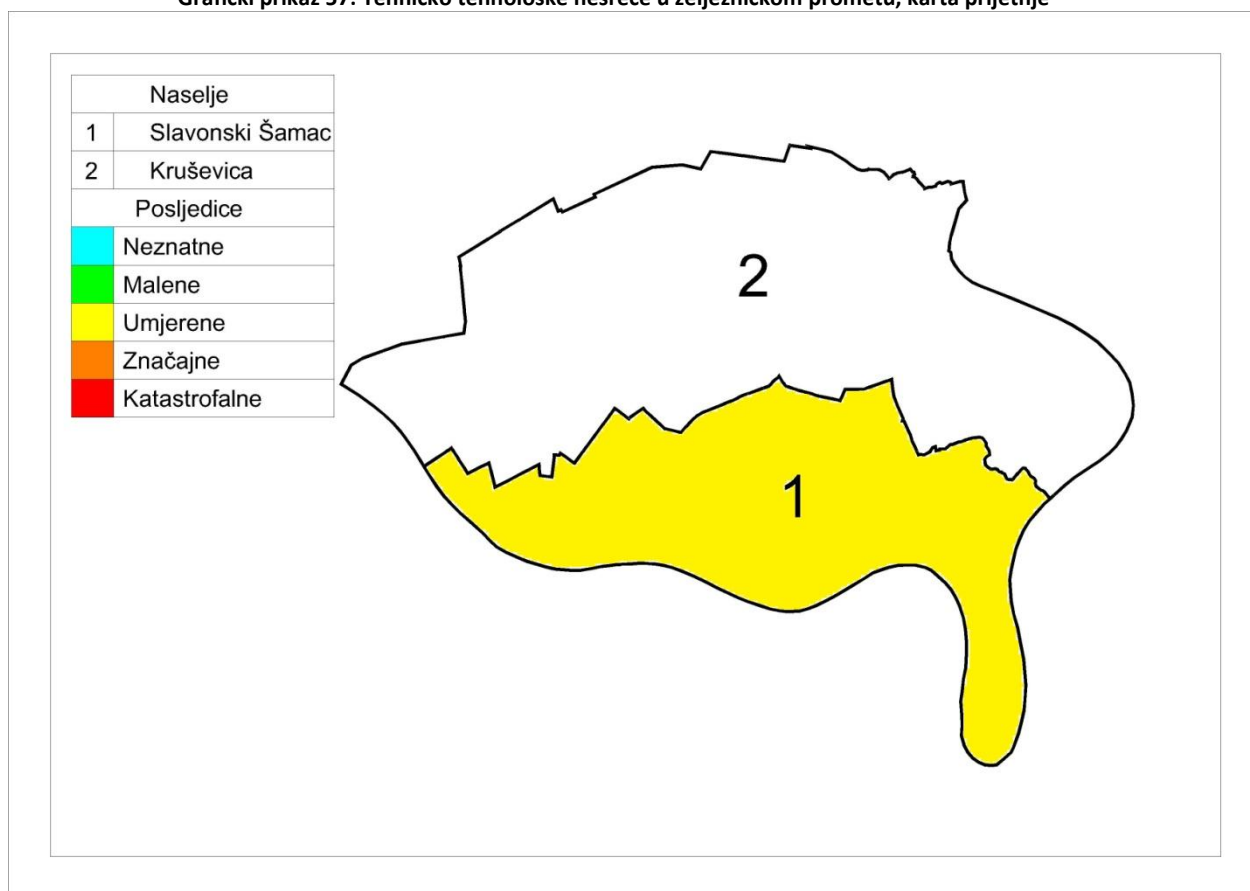 Grafički prikaz 37. Tehničko tehnološke nesreće u željezničkom prometu, karta prijetnje
Naselje
1 Slavonski Šamac
2 Kruševica
Posljedice
Neznatne
Malene
Umjerene
Značajne
Katastrofalne
2
1